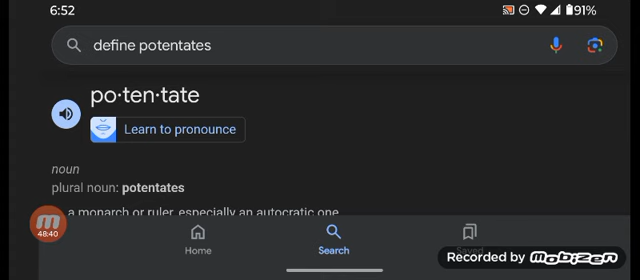 6:52
91%
define potentates
po·ten·tate
Learn to pronounce
noun
plural noun: potentates
a monarch or ruler, especially an autocratic one
48:40
Home
Search
Saved
Recorded by mobizen